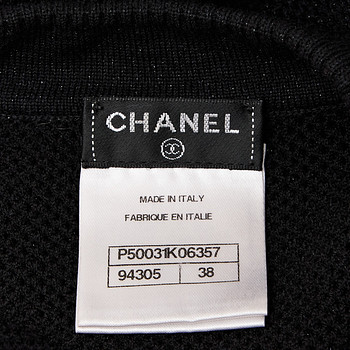 CHANEL
MADE IN ITALY
FABRIQUE EN ITALIE
P50031K06357
94305 38